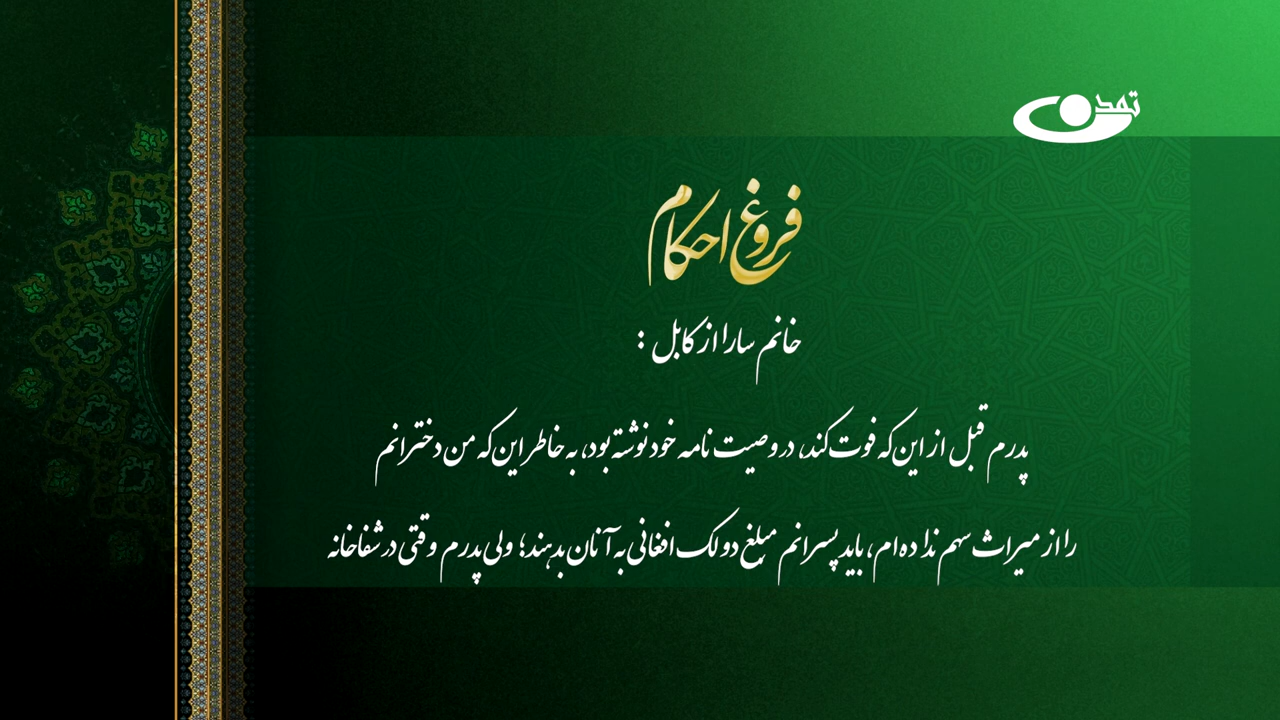 تمدن
فروغ احکام
خانم سارا از کابل :
پدرم قبل از این‌که فوت کند، در وصیت نامه خود نوشته بود، به خاطر این‌که من دخترانم
را از میراث سهم نداده‌ام، باید پسرانم مبلغ دو لک افغانی به آنان بدهند؛ ولی پدرم وقتی در شفاخانه